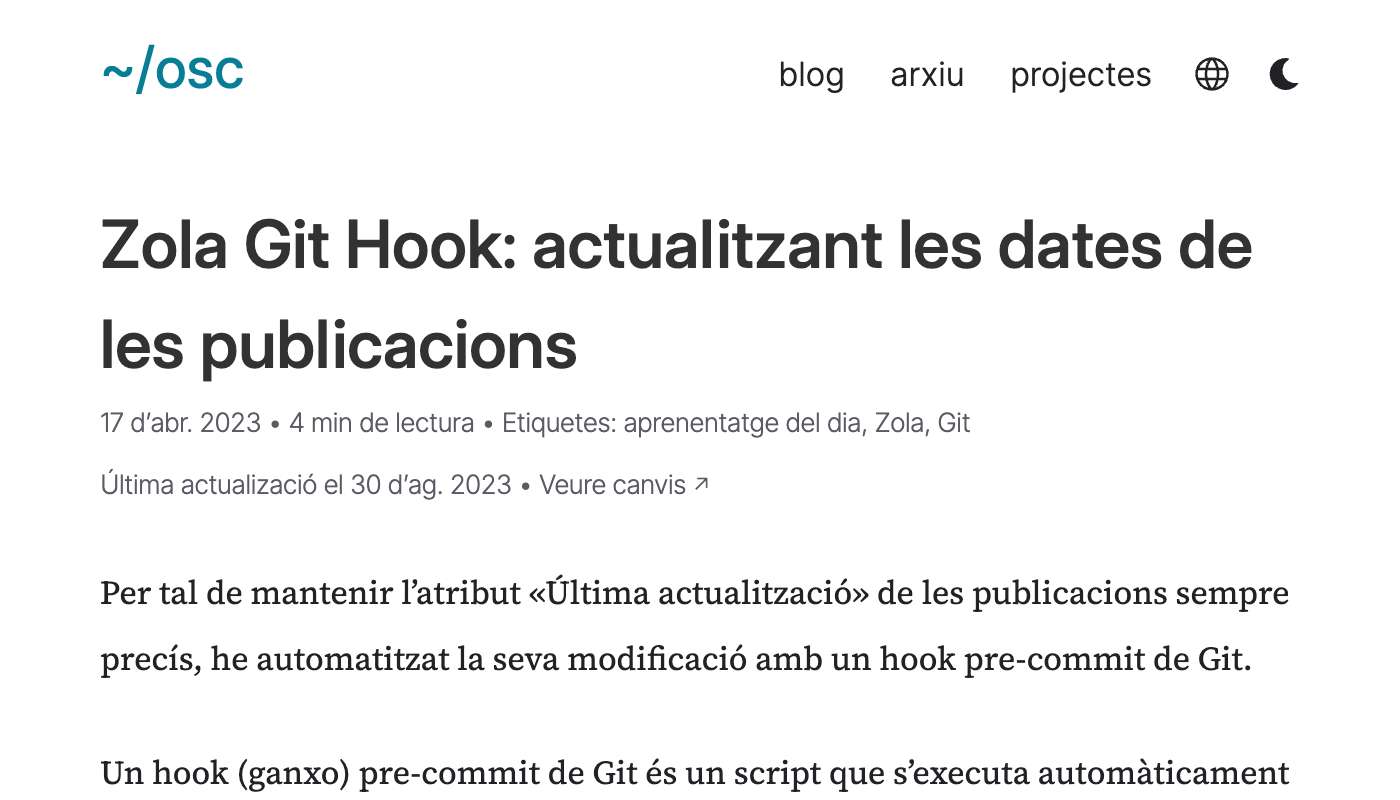 ~/osc
blog arxiu projectes
Zola Git Hook: actualitzant les dates de
les publicacions
17 d’abr. 2023 • 4 min de lectura • Etiquetes: aprenentatge del dia, Zola, Git
Última actualizació el 30 d’ag. 2023 • Veure canvis ↗
Per tal de mantenir l’atribut «Última actualització» de les publicacions sempre
precís, he automatitzat la seva modificació amb un hook pre-commit de Git.
Un hook (ganxo) pre-commit de Git és un script que s’executa automàticament